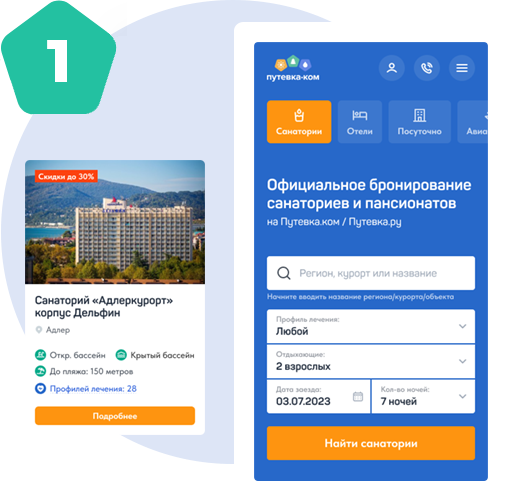 1
Скидки до 30%
Санаторий «Адлеркурорт»
корпус Дельфин
Адлер
Откр. бассейн
Крытый бассейн
До пляжа: 150 метров
Профилей лечения: 28
Подробнее
путевка·ком
Санатории
Отели
Посуточно
Авиа
Официальное бронирование
санаториев и пансионатов
на Путевка.ком / Путевка.ру
Регион, курорт или название
Начните вводить название региона/курорта/объекта
Профиль лечения:
Любой
Отдыхающие:
2 взрослых
Дата заезда:
03.07.2023
Кол-во ночей:
7 ночей
Найти санатории